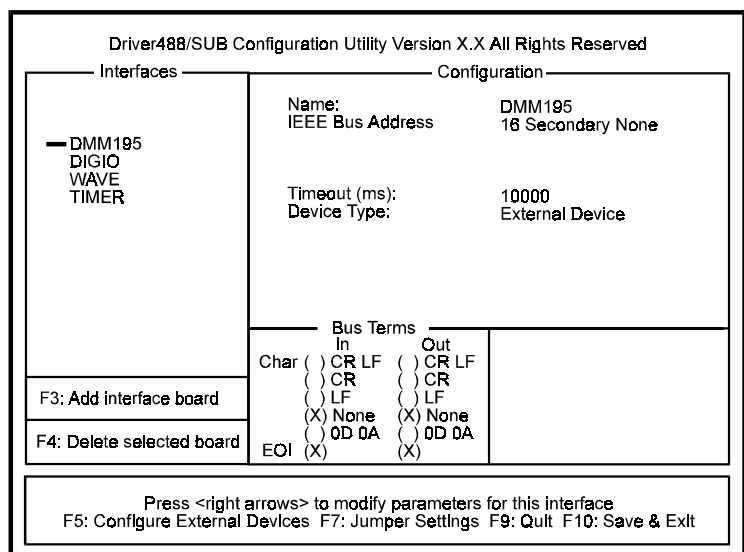 Driver488/SUB Configuration Utility Version X.X All Rights Reserved
Interfaces
DMM195
DIGIO
WAVE
TIMER
F3: Add interface board
F4: Delete selected board
Configuration
Name: DMM195
IEEE Bus Address 16 Secondary None
Timeout (ms): 10000
Device Type: External Device
Bus Terms
In Out
Char ( ) CR LF ( ) CR LF
( ) CR ( ) CR
( ) LF ( ) LF
(X) None (X) None
( ) 0D 0A ( ) 0D 0A
EOI (X) (X)
Press <right arrows> to modify parameters for this interface
F5: Configure External Devices F7: Jumper Settings F9: Quit F10: Save & Exit